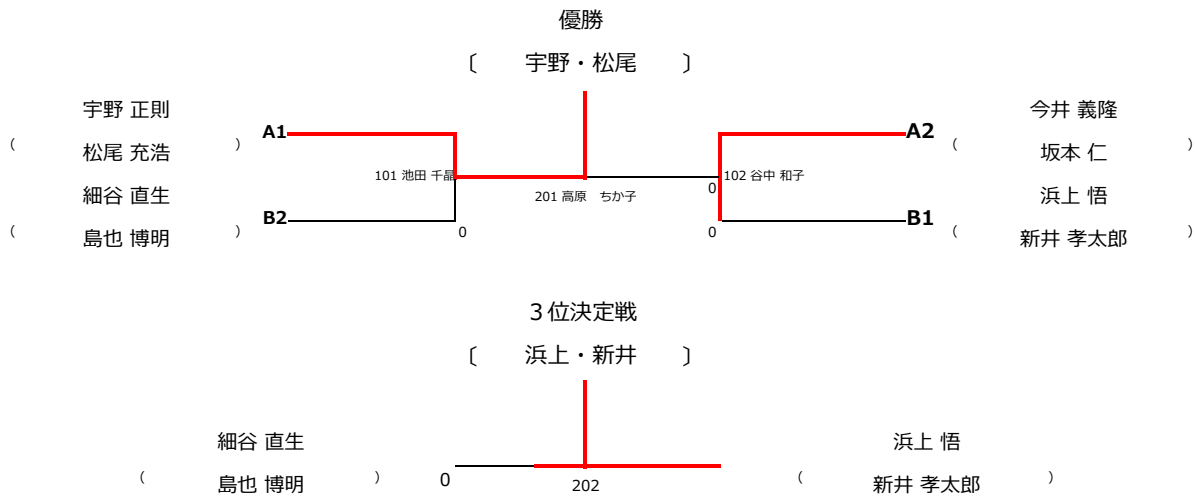 優勝
〔 宇野・松尾 〕
宇野 正則
今井 義隆
A1
A2
（ 松尾 充浩 ）
（ 坂本 仁 ）
101 池田 千晶
102 谷中 和子
0
201 高原 ちか子
細谷 直生
浜上 悟
B2
B1
（ 島也 博明 ）
0
0
（ 新井 孝太郎 ）
３位決定戦
〔 浜上・新井 〕
細谷 直生
浜上 悟
（ 島也 博明 ）
0
202
（ 新井 孝太郎 ）